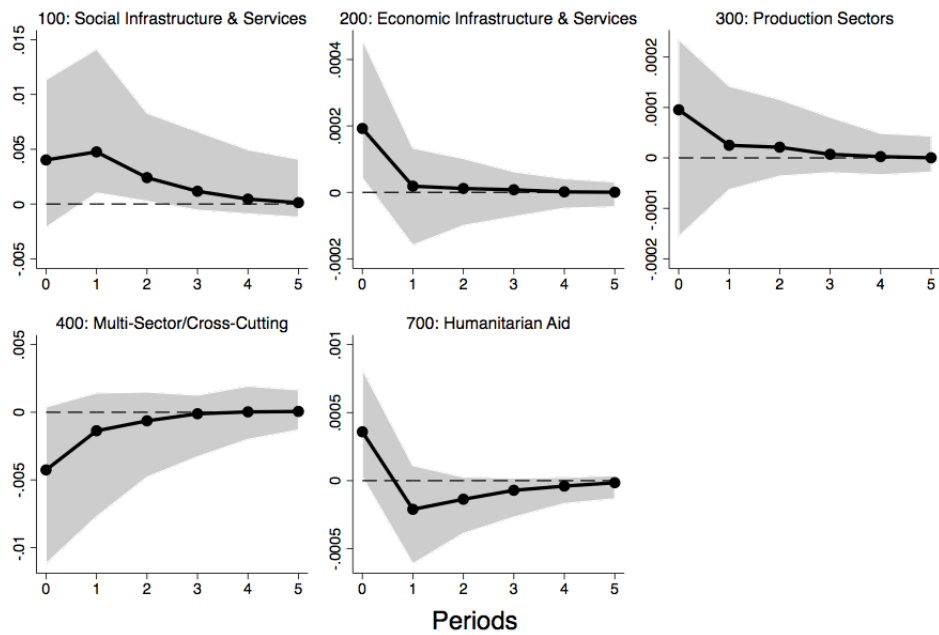 100: Social Infrastructure & Services
.015
.01
.005
0
-.005
0 1 2 3 4 5
200: Economic Infrastructure & Services
.0004
.0002
0
-.0002
0 1 2 3 4 5
300: Production Sectors
.0002
.0001
0
-.0001
-.0002
0 1 2 3 4 5
400: Multi-Sector/Cross-Cutting
.005
0
-.005
-.01
0 1 2 3 4 5
700: Humanitarian Aid
.001
.0005
0
-.0005
0 1 2 3 4 5
Periods